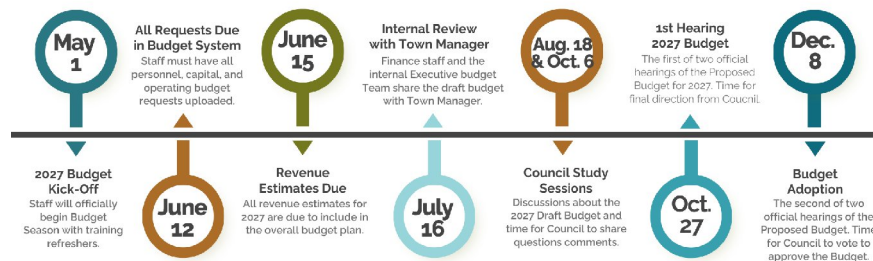 May
1
2027 Budget
Kick-Off
Staff will officially
begin Budget
Season with training
refreshers.
All Requests Due
in Budget System
Staff must have all
personnel, capital, and
operating budget
requests uploaded.
June
12
June
15
Revenue
Estimates Due
All revenue estimates for
2027 are due to include in
the overall budget plan.
Internal Review
with Town Manager
Finance staff and the
internal Executive budget
Team share the draft budget
with Town Manager.
July
16
Aug. 18
& Oct. 6
Council Study
Sessions
Discussions about the
2027 Draft Budget and
time for Council to share
questions comments.
1st Hearing
2027 Budget
The first of two official
hearings of the Proposed
Budget for 2027. Time for
final direction from Coucnil.
Oct.
27
Dec.
8
Budget
Adoption
The second of two
official hearings of the
Proposed Budget. Time
for Council to vote to
approve the Budget.